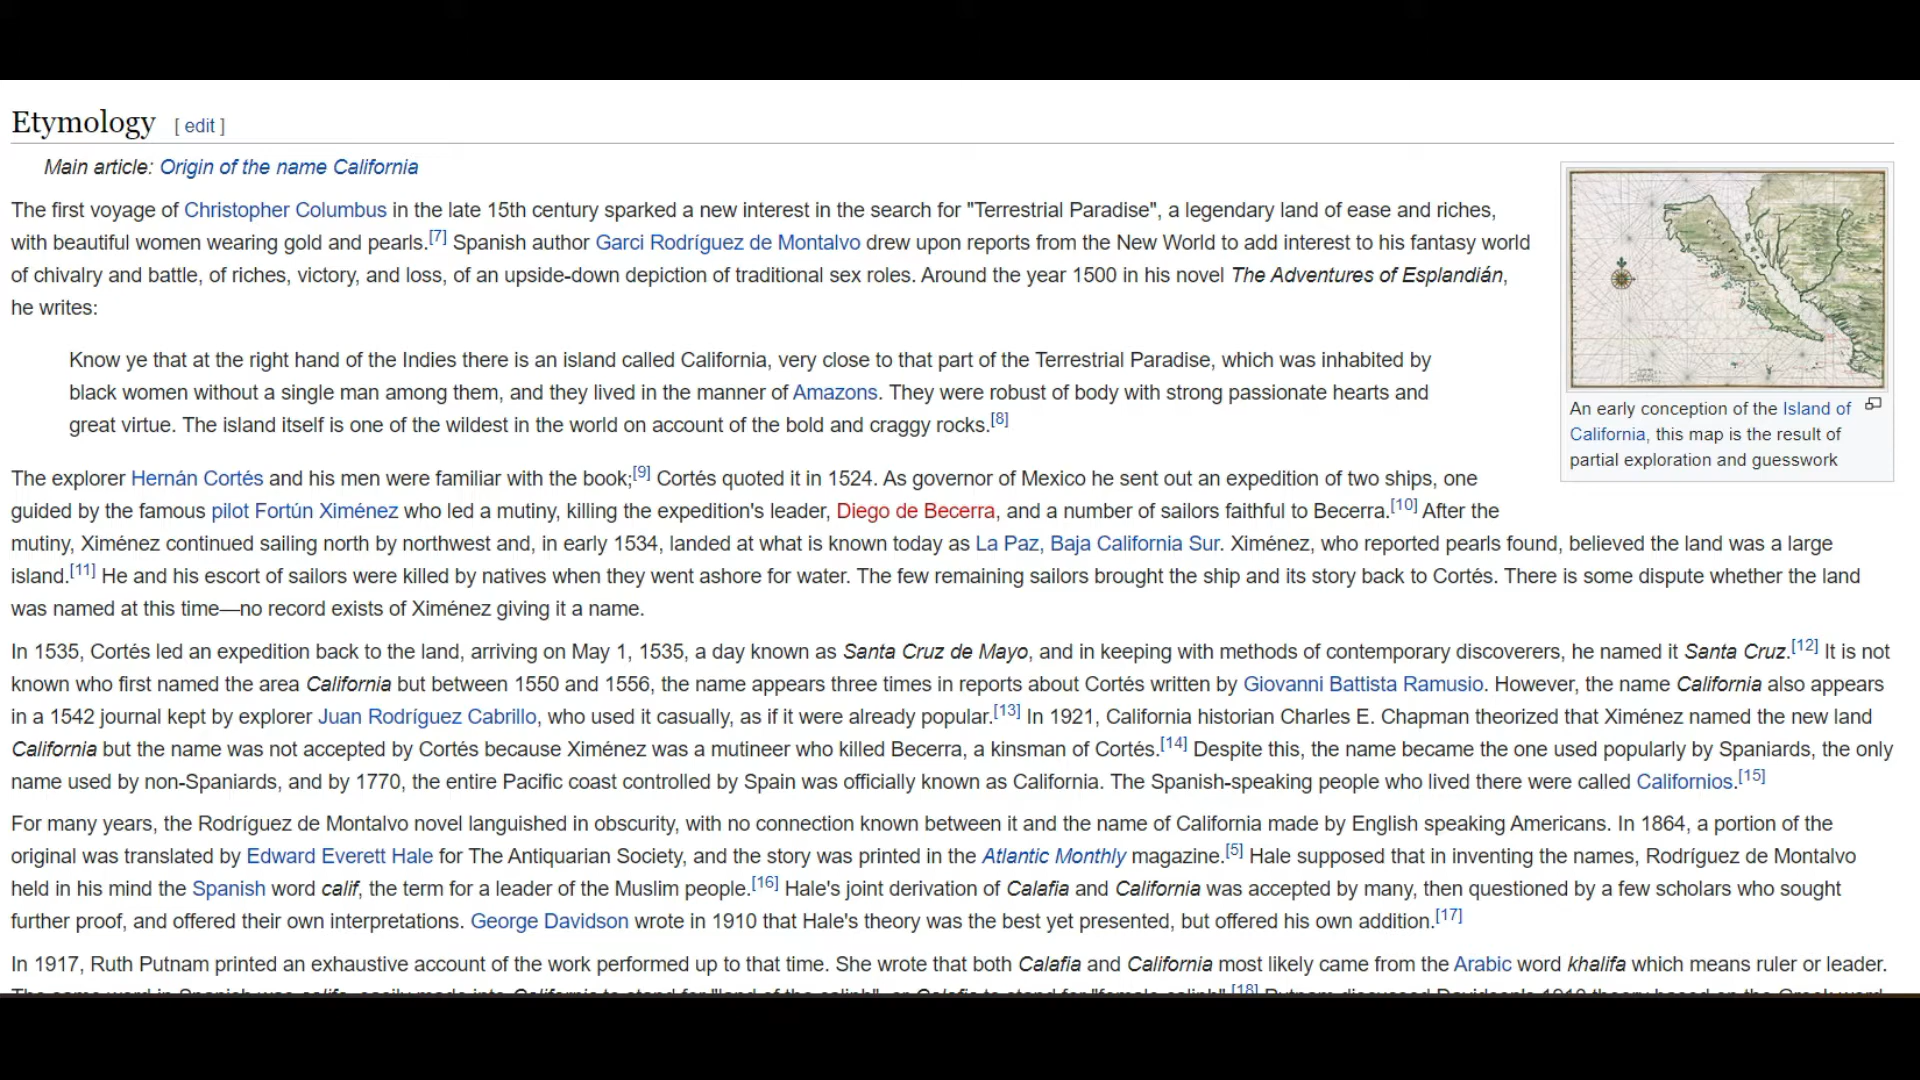 Etymology [ edit ]
Main article: Origin of the name California
The first voyage of Christopher Columbus in the late 15th century sparked a new interest in the search for "Terrestrial Paradise", a legendary land of ease and riches,
with beautiful women wearing gold and pearls.[7] Spanish author Garci Rodríguez de Montalvo drew upon reports from the New World to add interest to his fantasy world
of chivalry and battle, of riches, victory, and loss, of an upside-down depiction of traditional sex roles. Around the year 1500 in his novel The Adventures of Esplandián,
he writes:
Know ye that at the right hand of the Indies there is an island called California, very close to that part of the Terrestrial Paradise, which was inhabited by
black women without a single man among them, and they lived in the manner of Amazons. They were robust of body with strong passionate hearts and
great virtue. The island itself is one of the wildest in the world on account of the bold and craggy rocks.[8]
An early conception of the Island of
California, this map is the result of
partial exploration and guesswork
The explorer Hernán Cortés and his men were familiar with the book;[9] Cortés quoted it in 1524. As governor of Mexico he sent out an expedition of two ships, one
guided by the famous pilot Fortún Ximénez who led a mutiny, killing the expedition's leader, Diego de Becerra, and a number of sailors faithful to Becerra.[10] After the
mutiny, Ximénez continued sailing north by northwest and, in early 1534, landed at what is known today as La Paz, Baja California Sur. Ximénez, who reported pearls found, believed the land was a large
island.[11] He and his escort of sailors were killed by natives when they went ashore for water. The few remaining sailors brought the ship and its story back to Cortés. There is some dispute whether the land
was named at this time—no record exists of Ximénez giving it a name.
In 1535, Cortés led an expedition back to the land, arriving on May 1, 1535, a day known as Santa Cruz de Mayo, and in keeping with methods of contemporary discoverers, he named it Santa Cruz.[12] It is not
known who first named the area California but between 1550 and 1556, the name appears three times in reports about Cortés written by Giovanni Battista Ramusio. However, the name California also appears
in a 1542 journal kept by explorer Juan Rodríguez Cabrillo, who used it casually, as if it were already popular.[13] In 1921, California historian Charles E. Chapman theorized that Ximénez named the new land
California but the name was not accepted by Cortés because Ximénez was a mutineer who killed Becerra, a kinsman of Cortés.[14] Despite this, the name became the one used popularly by Spaniards, the only
name used by non-Spaniards, and by 1770, the entire Pacific coast controlled by Spain was officially known as California. The Spanish-speaking people who lived there were called Californios.[15]
For many years, the Rodríguez de Montalvo novel languished in obscurity, with no connection known between it and the name of California made by English speaking Americans. In 1864, a portion of the
original was translated by Edward Everett Hale for The Antiquarian Society, and the story was printed in the Atlantic Monthly magazine.[5] Hale supposed that in inventing the names, Rodríguez de Montalvo
held in his mind the Spanish word calif, the term for a leader of the Muslim people.[16] Hale's joint derivation of Calafia and California was accepted by many, then questioned by a few scholars who sought
further proof, and offered their own interpretations. George Davidson wrote in 1910 that Hale's theory was the best yet presented, but offered his own addition.[17]
In 1917, Ruth Putnam printed an exhaustive account of the work performed up to that time. She wrote that both Calafia and California most likely came from the Arabic word khalifa which means ruler or leader.